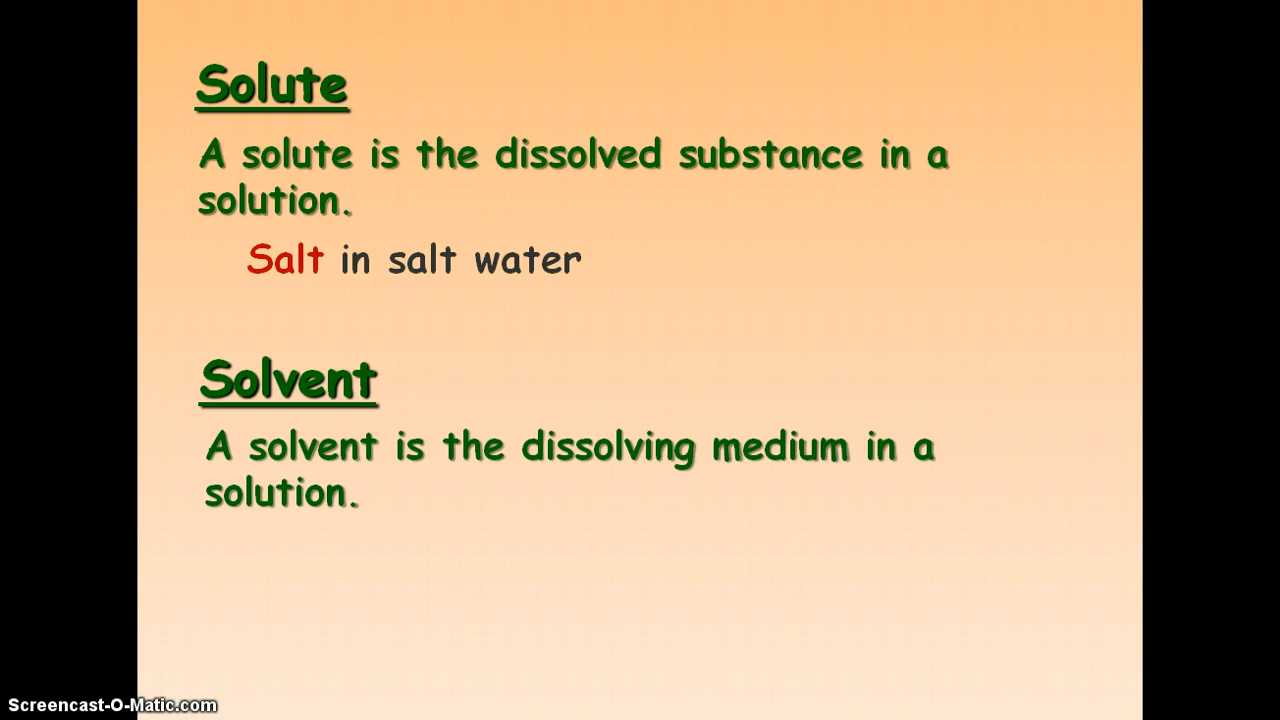 Solute
A solute is the dissolved substance in a
solution.
Salt in salt water
Solvent
A solvent is the dissolving medium in a
solution.
Screencast-O-Matic.com